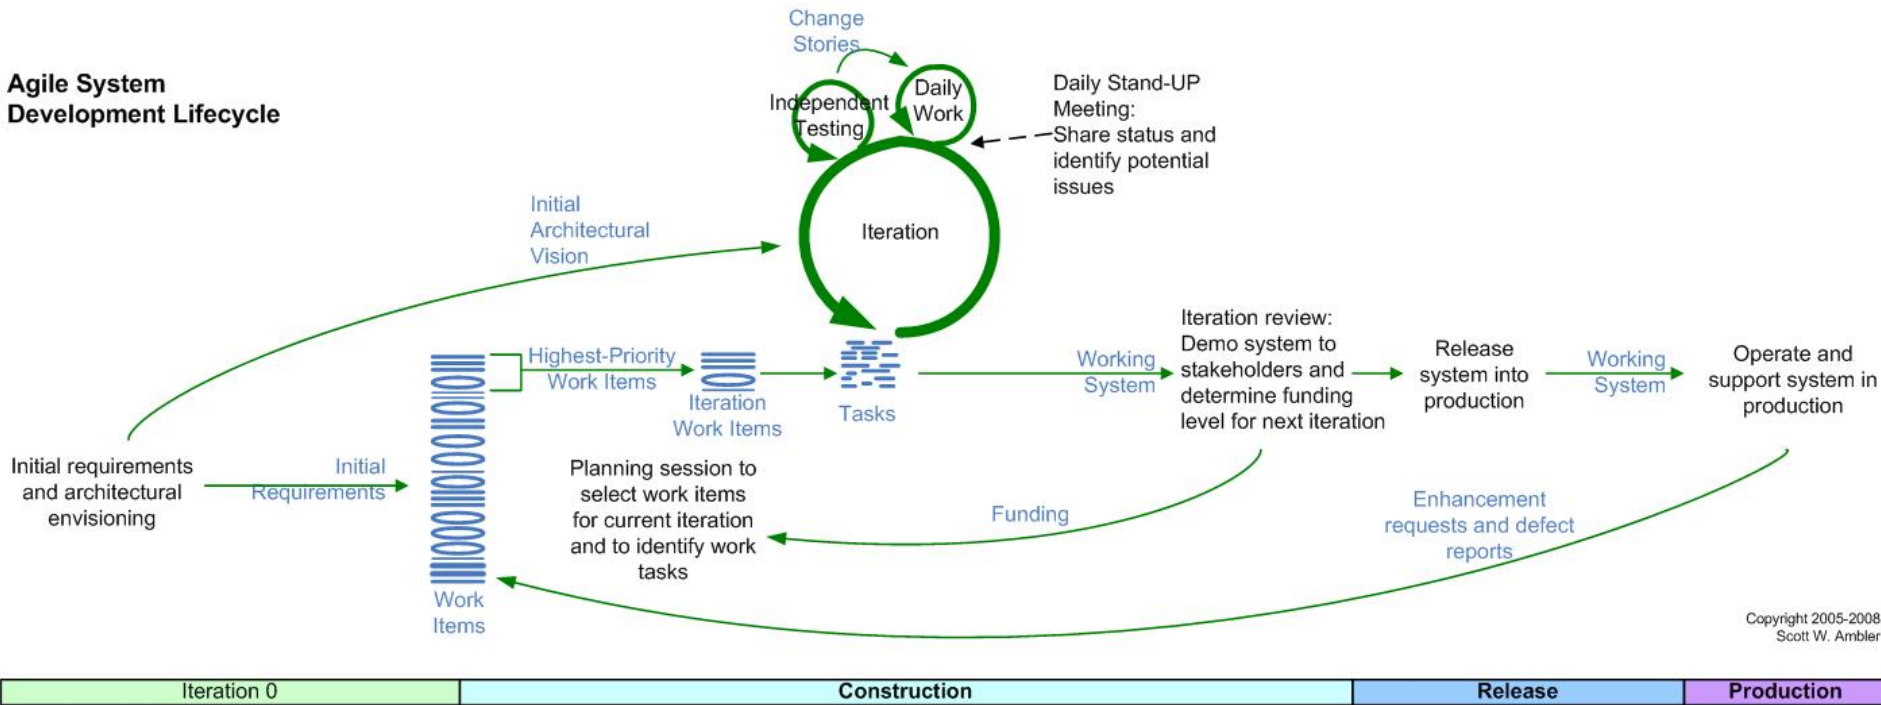 Agile System
Development Lifecycle
Change
Stories
Independent
Testing
Daily
Work
Daily Stand-UP
Meeting:
Share status and
identify potential
issues
Initial
Architectural
Vision
Iteration
Highest-Priority
Work Items
Iteration
Work Items
Tasks
Working
System
Iteration review:
Demo system to
stakeholders and
determine funding
level for next iteration
Release
system into
production
Working
System
Operate and
support system in
production
Initial requirements
and architectural
envisioning
Initial
Requirements
Work
Items
Planning session to
select work items
for current iteration
and to identify work
tasks
Funding
Enhancement
requests and defect
reports
Copyright 2005-2008
Scott W. Ambler
Iteration 0
Construction
Release
Production